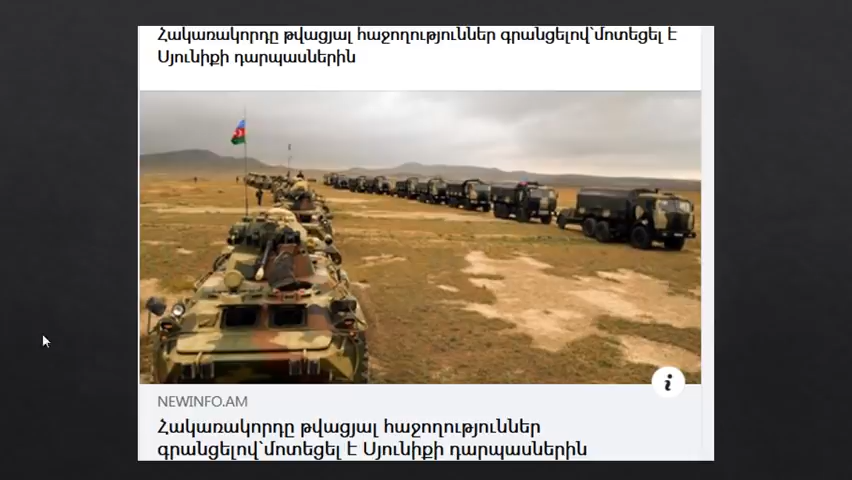 Հակառակորդը թվացյալ հաջողություններ գրանցելով՝մոտեցել է
Սյունիքի դարպասներին
NEWINFO.AM
Հակառակորդը թվացյալ հաջողություններ
գրանցելով՝մոտեցել է Սյունիքի դարպասներին